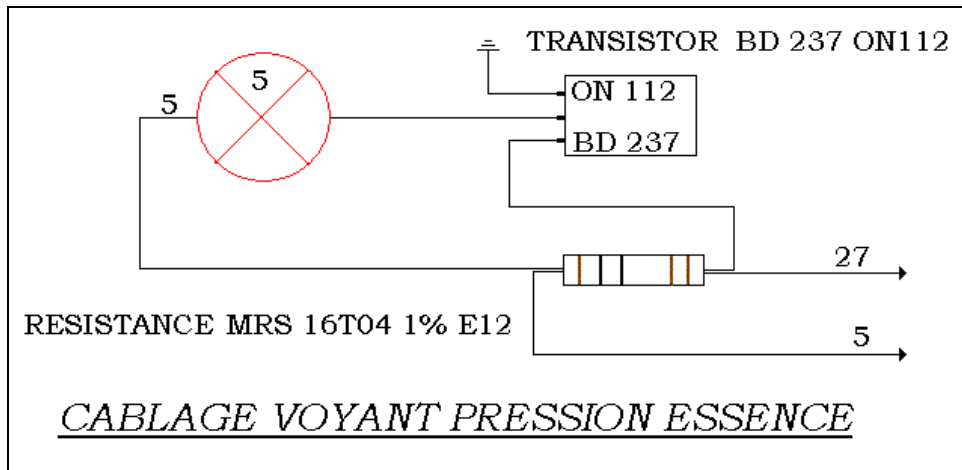 TRANSISTOR BD 237 ON112
5
5
ON 112
BD 237
27
RESISTANCE MRS 16T04 1% E12
5
CABLAGE VOYANT PRESSION ESSENCE